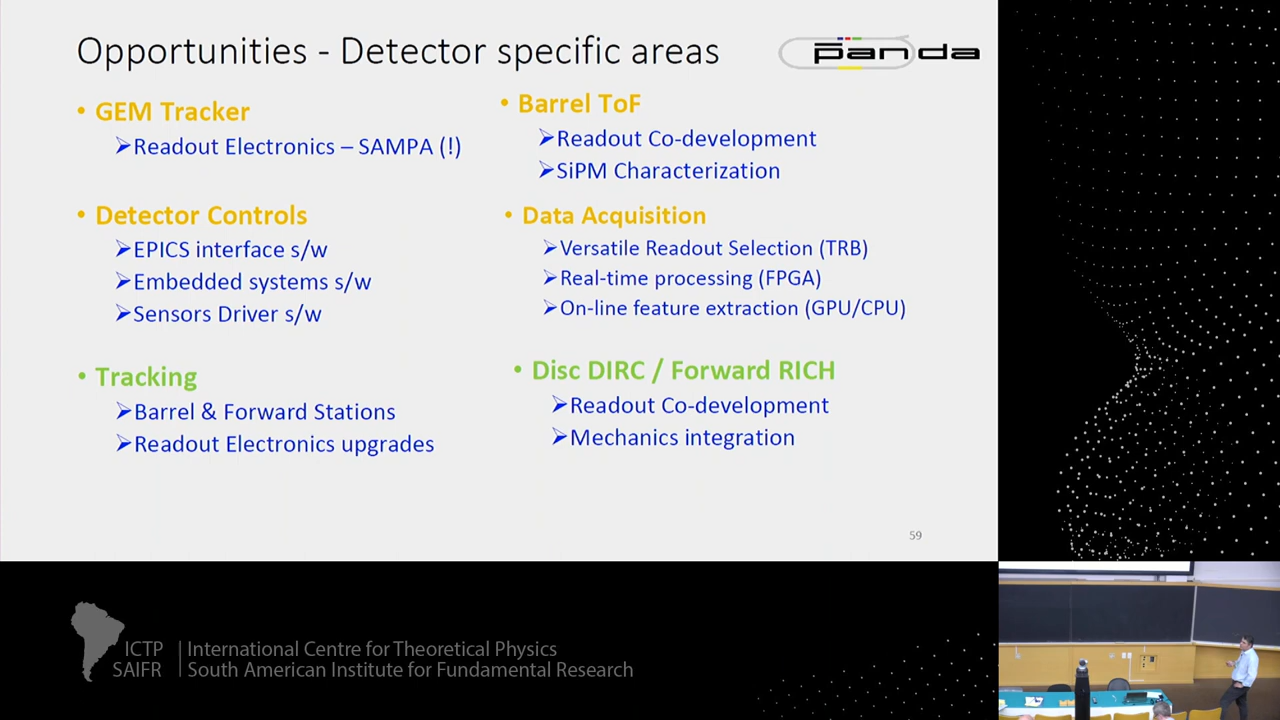 Opportunities - Detector specific areas
panda
• GEM Tracker
➢Readout Electronics – SAMPA (!)
• Detector Controls
➢EPICS interface s/w
➢Embedded systems s/w
➢Sensors Driver s/w
• Tracking
➢Barrel & Forward Stations
➢Readout Electronics upgrades
• Barrel ToF
➢Readout Co-development
➢SiPM Characterization
• Data Acquisition
➢Versatile Readout Selection (TRB)
➢Real-time processing (FPGA)
➢On-line feature extraction (GPU/CPU)
• Disc DIRC / Forward RICH
➢Readout Co-development
➢Mechanics integration
59
ICTP | International Centre for Theoretical Physics
SAIFR | South American Institute for Fundamental Research